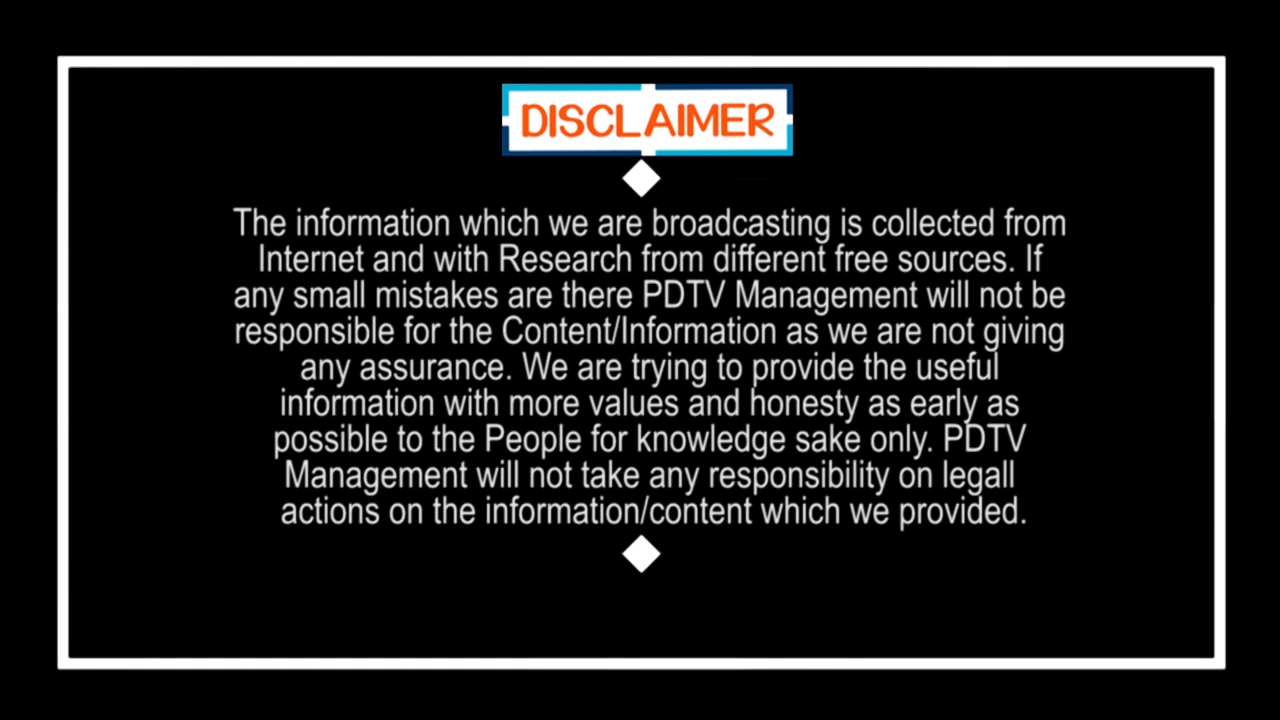 DISCLAIMER
The information which we are broadcasting is collected from
Internet and with Research from different free sources. If
any small mistakes are there PDTV Management will not be
responsible for the Content/Information as we are not giving
any assurance. We are trying to provide the useful
information with more values and honesty as early as
possible to the People for knowledge sake only. PDTV
Management will not take any responsibility on legall
actions on the information/content which we provided.